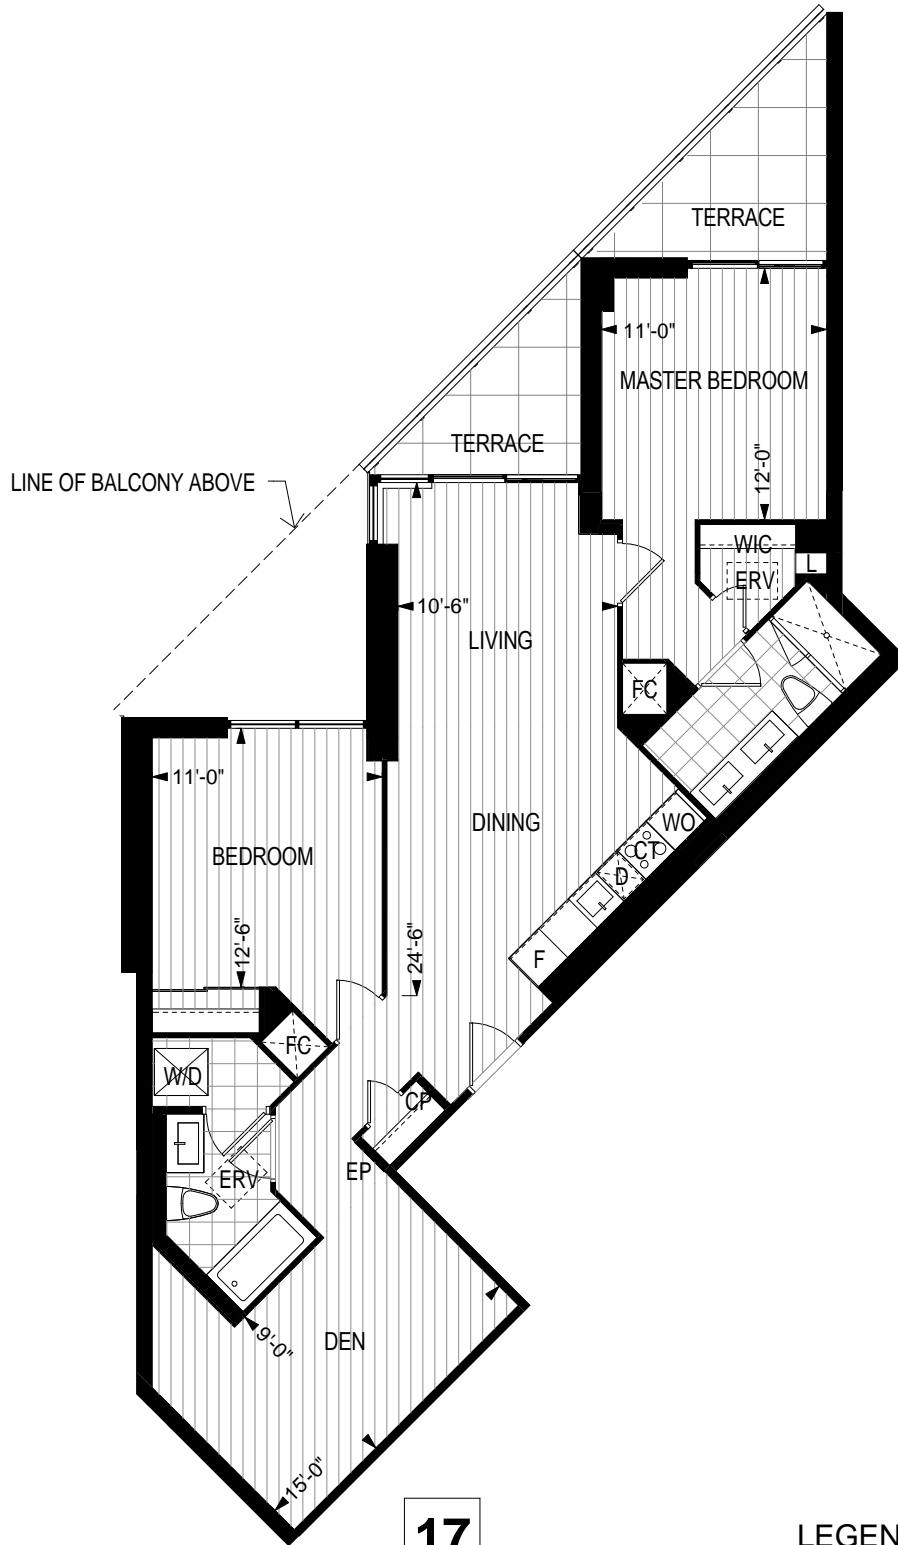 TERRACE
11'-0"
MASTER BEDROOM
TERRACE
12'-0"
LINE OF BALCONY ABOVE
WIC
L
ERV
10'-6"
LIVING
FC
11'-0"
DINING
WO
CT
BEDROOM
D
12'-6"
24'-6"
F
FC
W/D
CP
EP
ERV
9'-0"
DEN
15'-0"
17
LEGEN